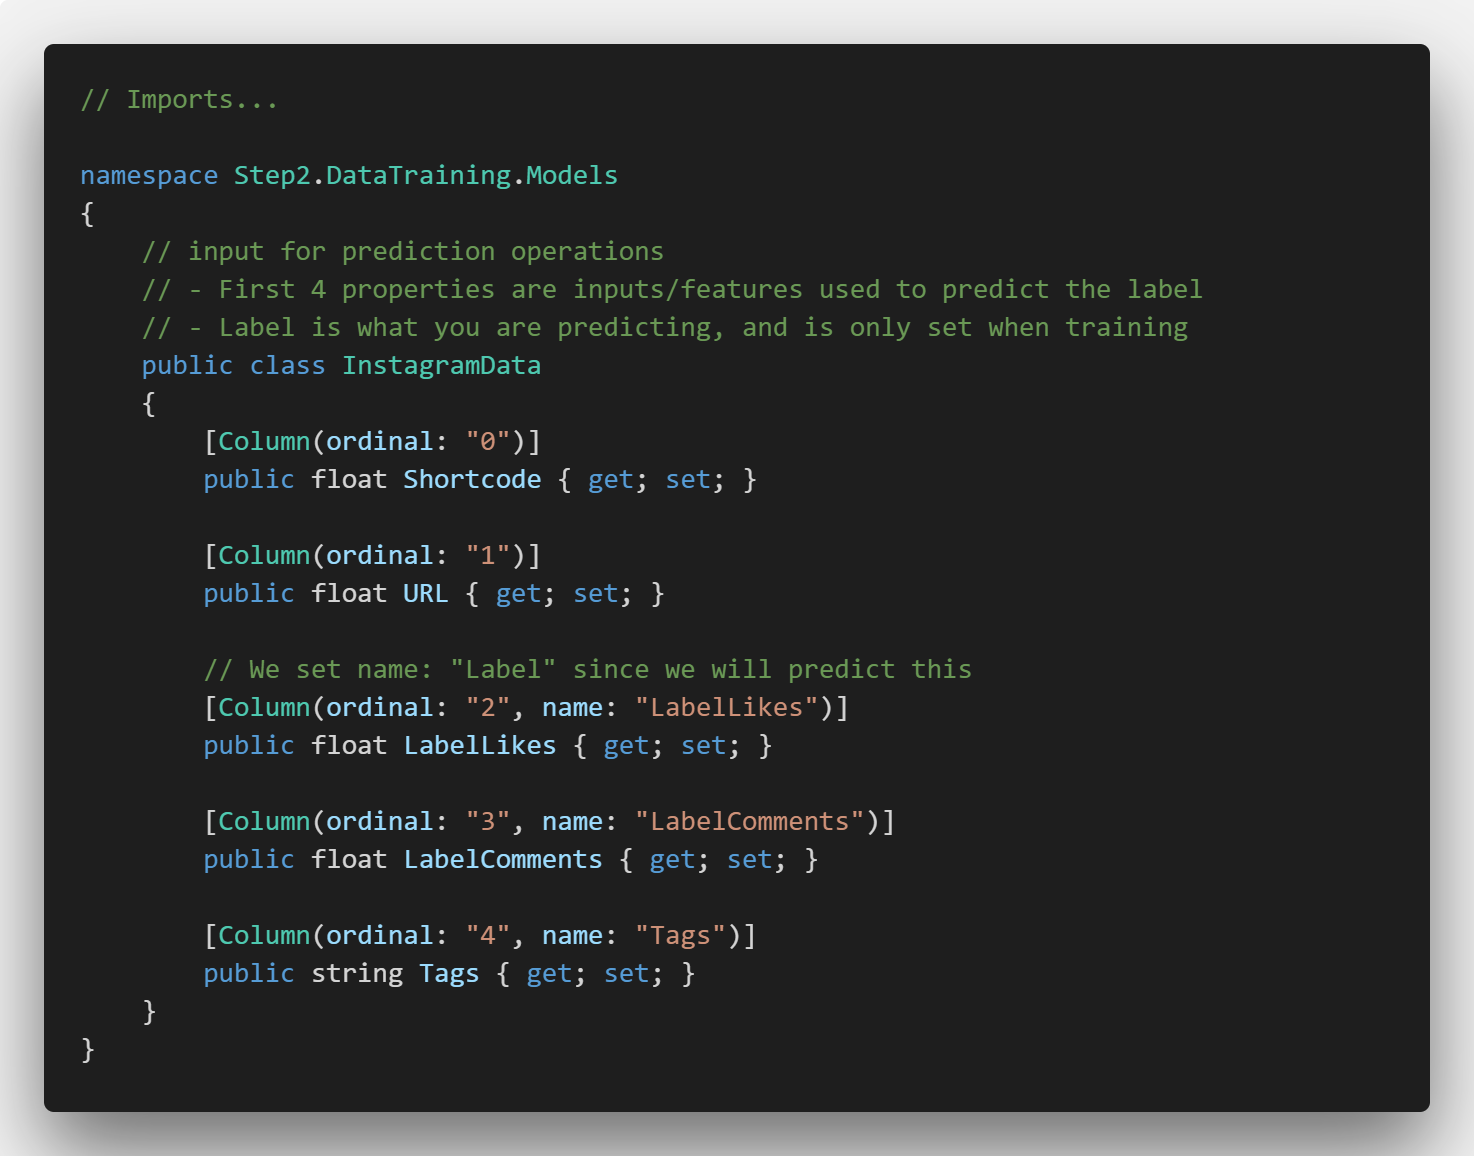 // Imports...

namespace Step2.DataTraining.Models
{
    // input for prediction operations
    // - First 4 properties are inputs/features used to predict the label
    // - Label is what you are predicting, and is only set when training
    public class InstagramData
    {
        [Column(ordinal: "0")]
        public float Shortcode { get; set; }

        [Column(ordinal: "1")]
        public float URL { get; set; }

        // We set name: "Label" since we will predict this
        [Column(ordinal: "2", name: "LabelLikes")]
        public float LabelLikes { get; set; }

        [Column(ordinal: "3", name: "LabelComments")]
        public float LabelComments { get; set; }

        [Column(ordinal: "4", name: "Tags")]
        public string Tags { get; set; }
    }
}